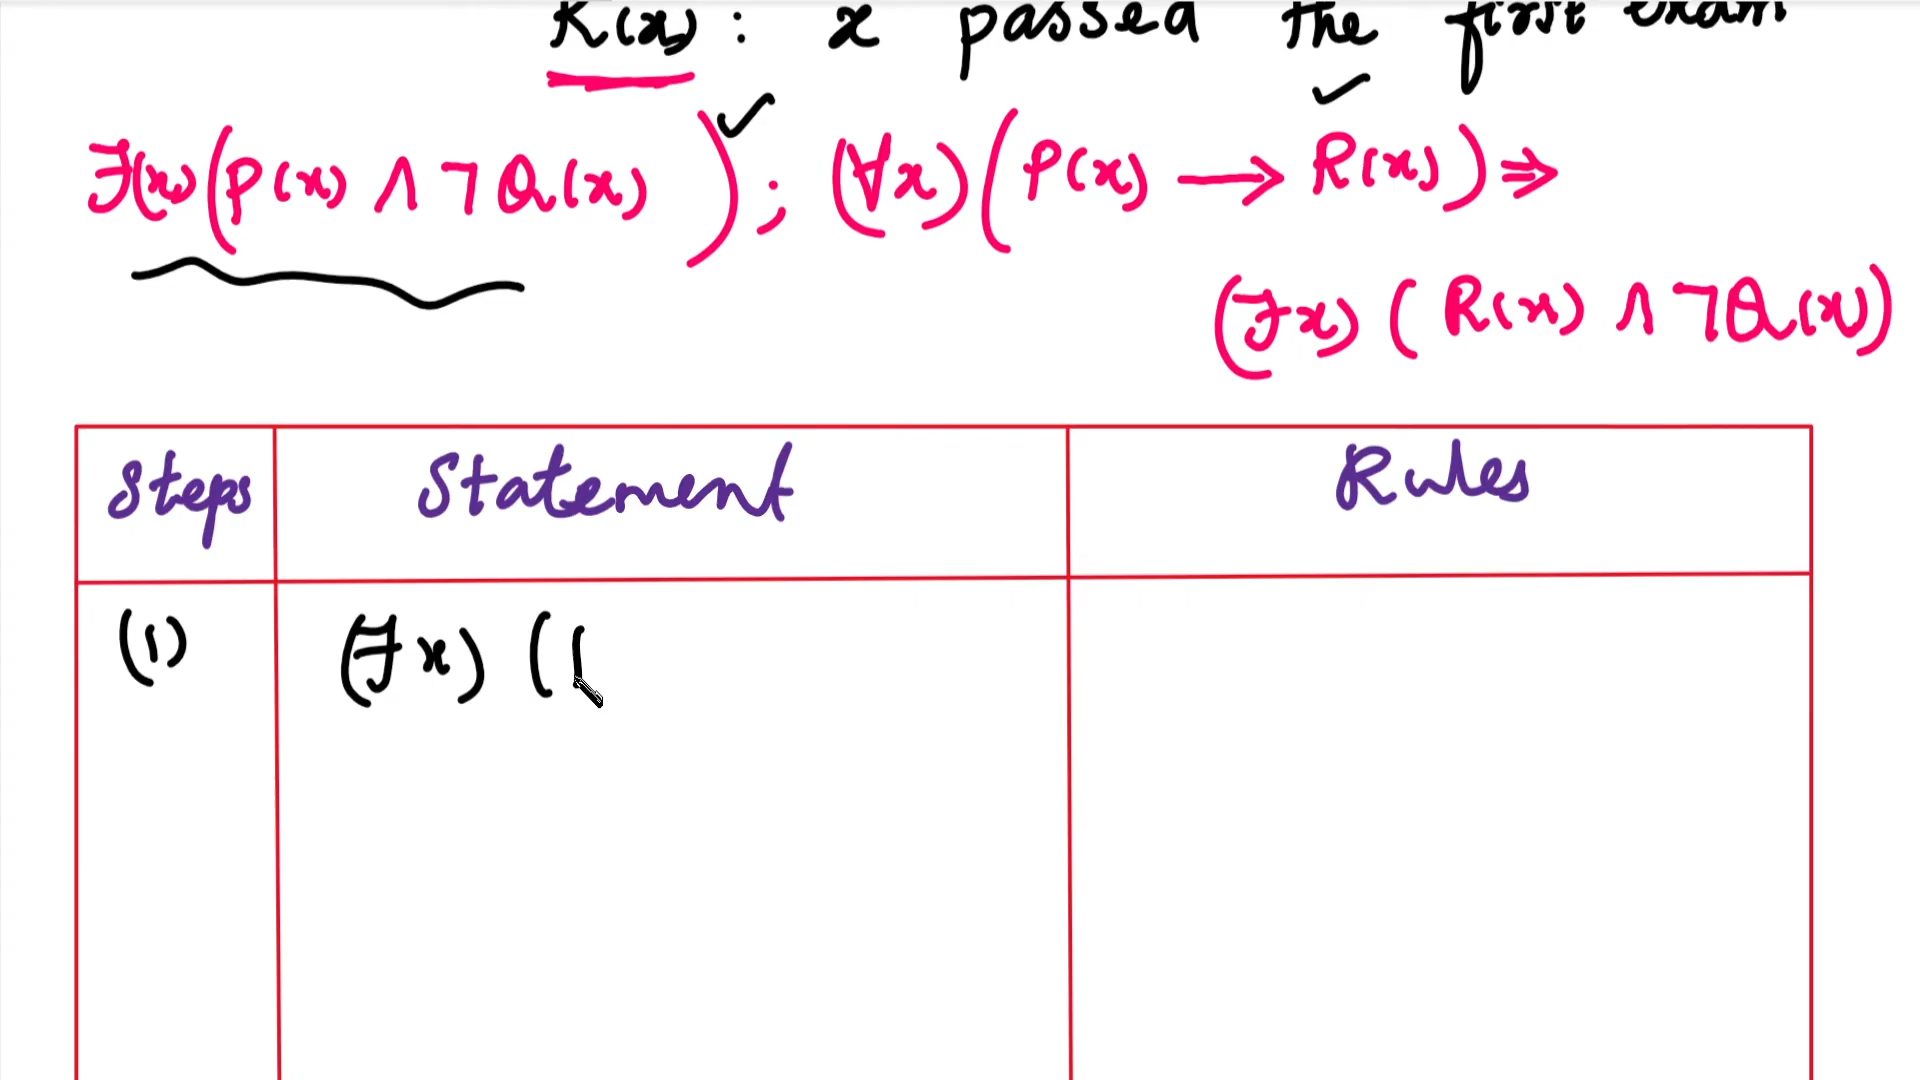 R(x) : x passed the first exam
∃(x)(P(x) ∧ ¬Q(x)) ; (∀x)(P(x) → R(x)) ⇒
(∃x)(R(x) ∧ ¬Q(x))
Steps Statement Rules
(1) (∃x) (